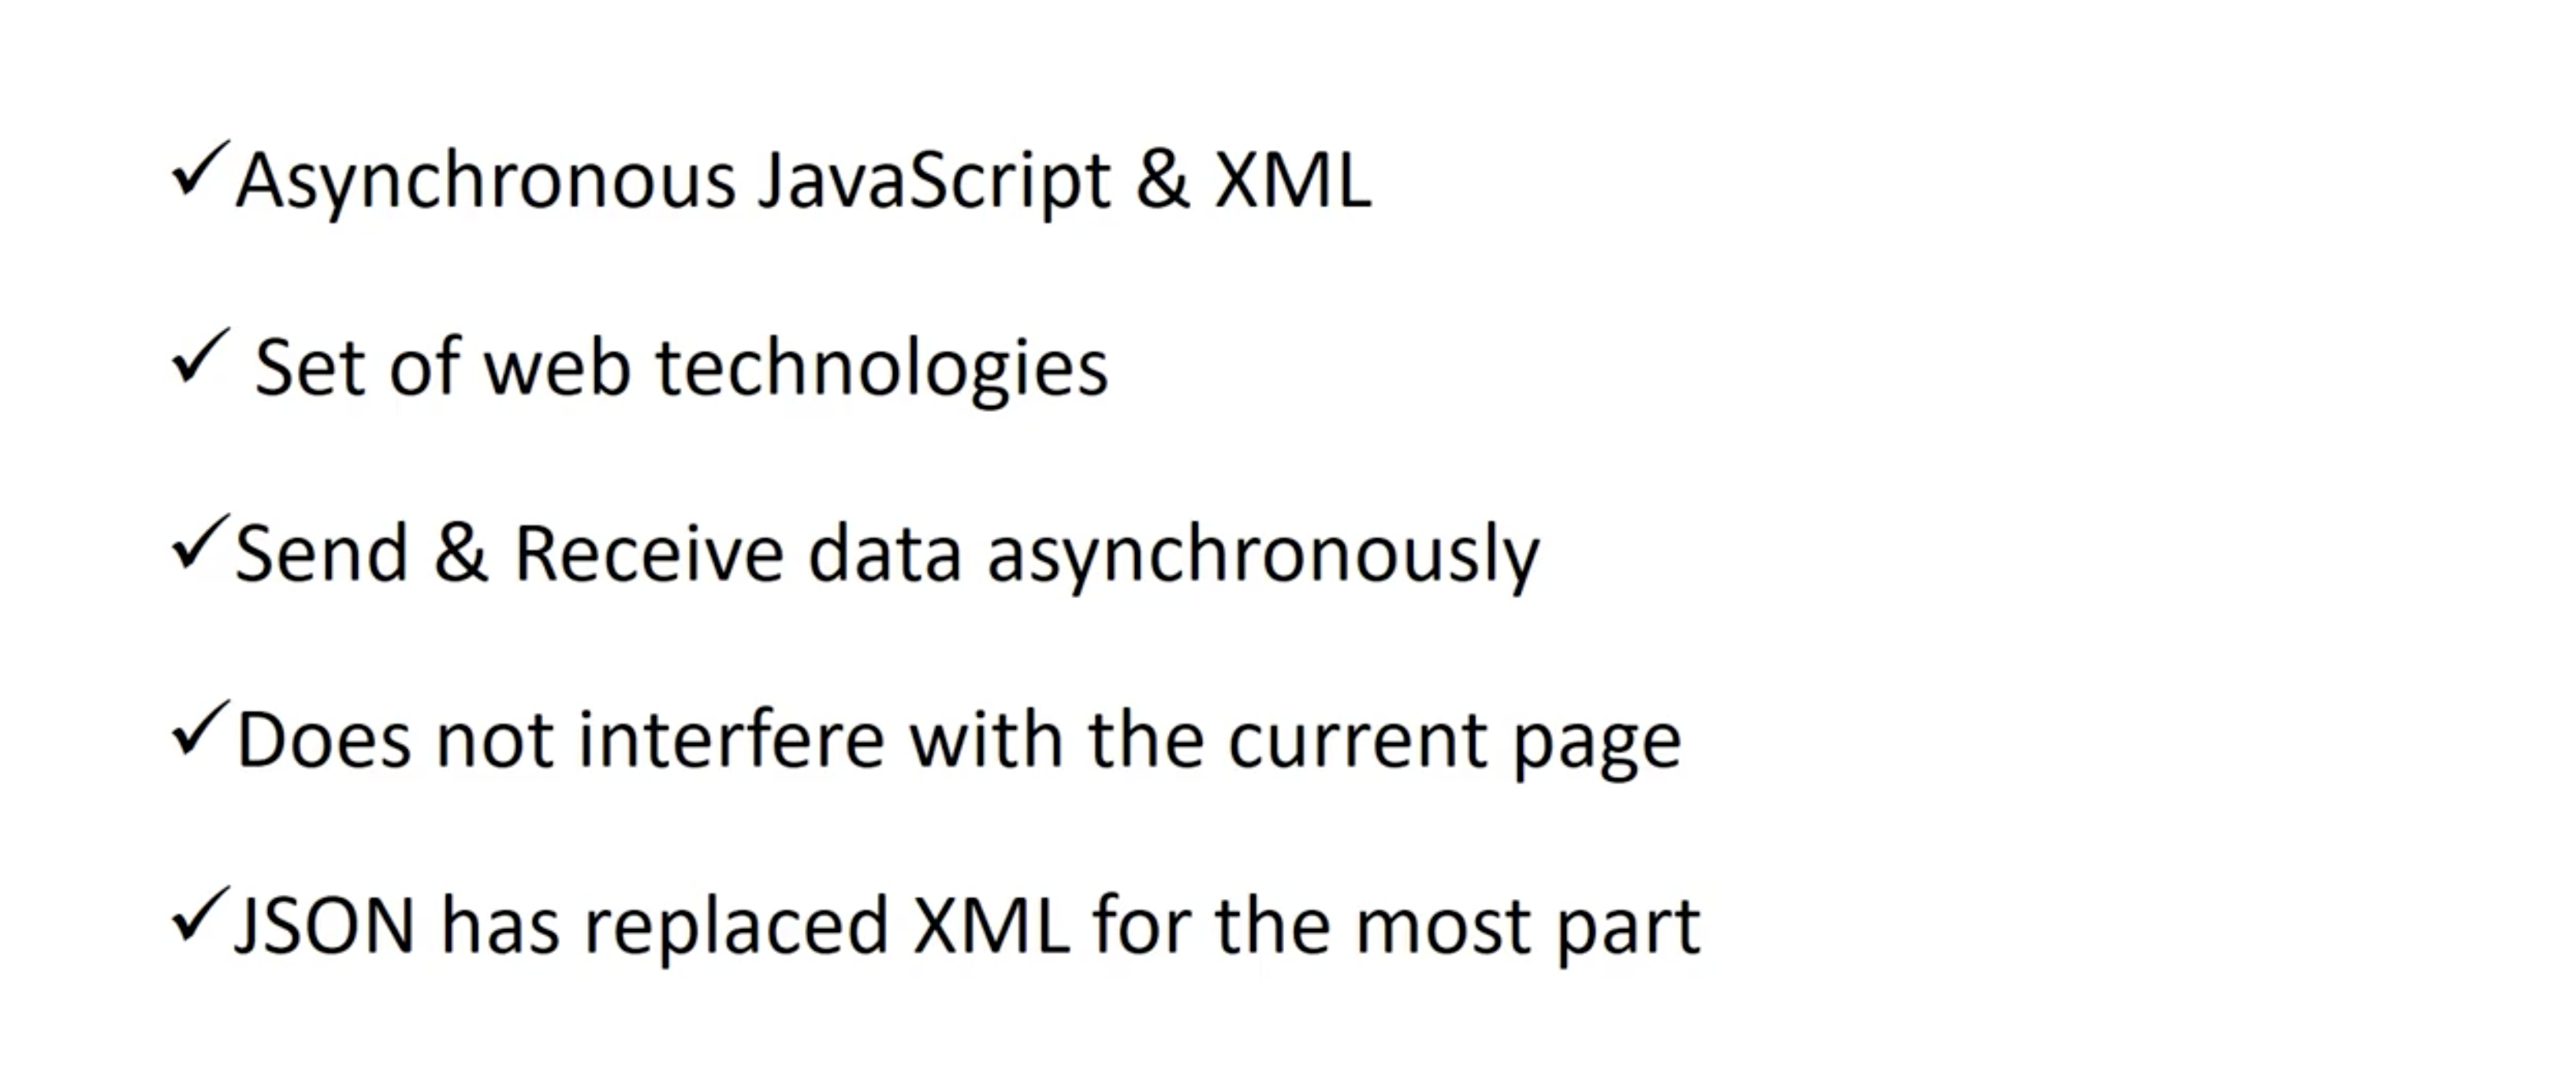 ✓Asynchronous JavaScript & XML
✓ Set of web technologies
✓Send & Receive data asynchronously
✓Does not interfere with the current page
✓JSON has replaced XML for the most part